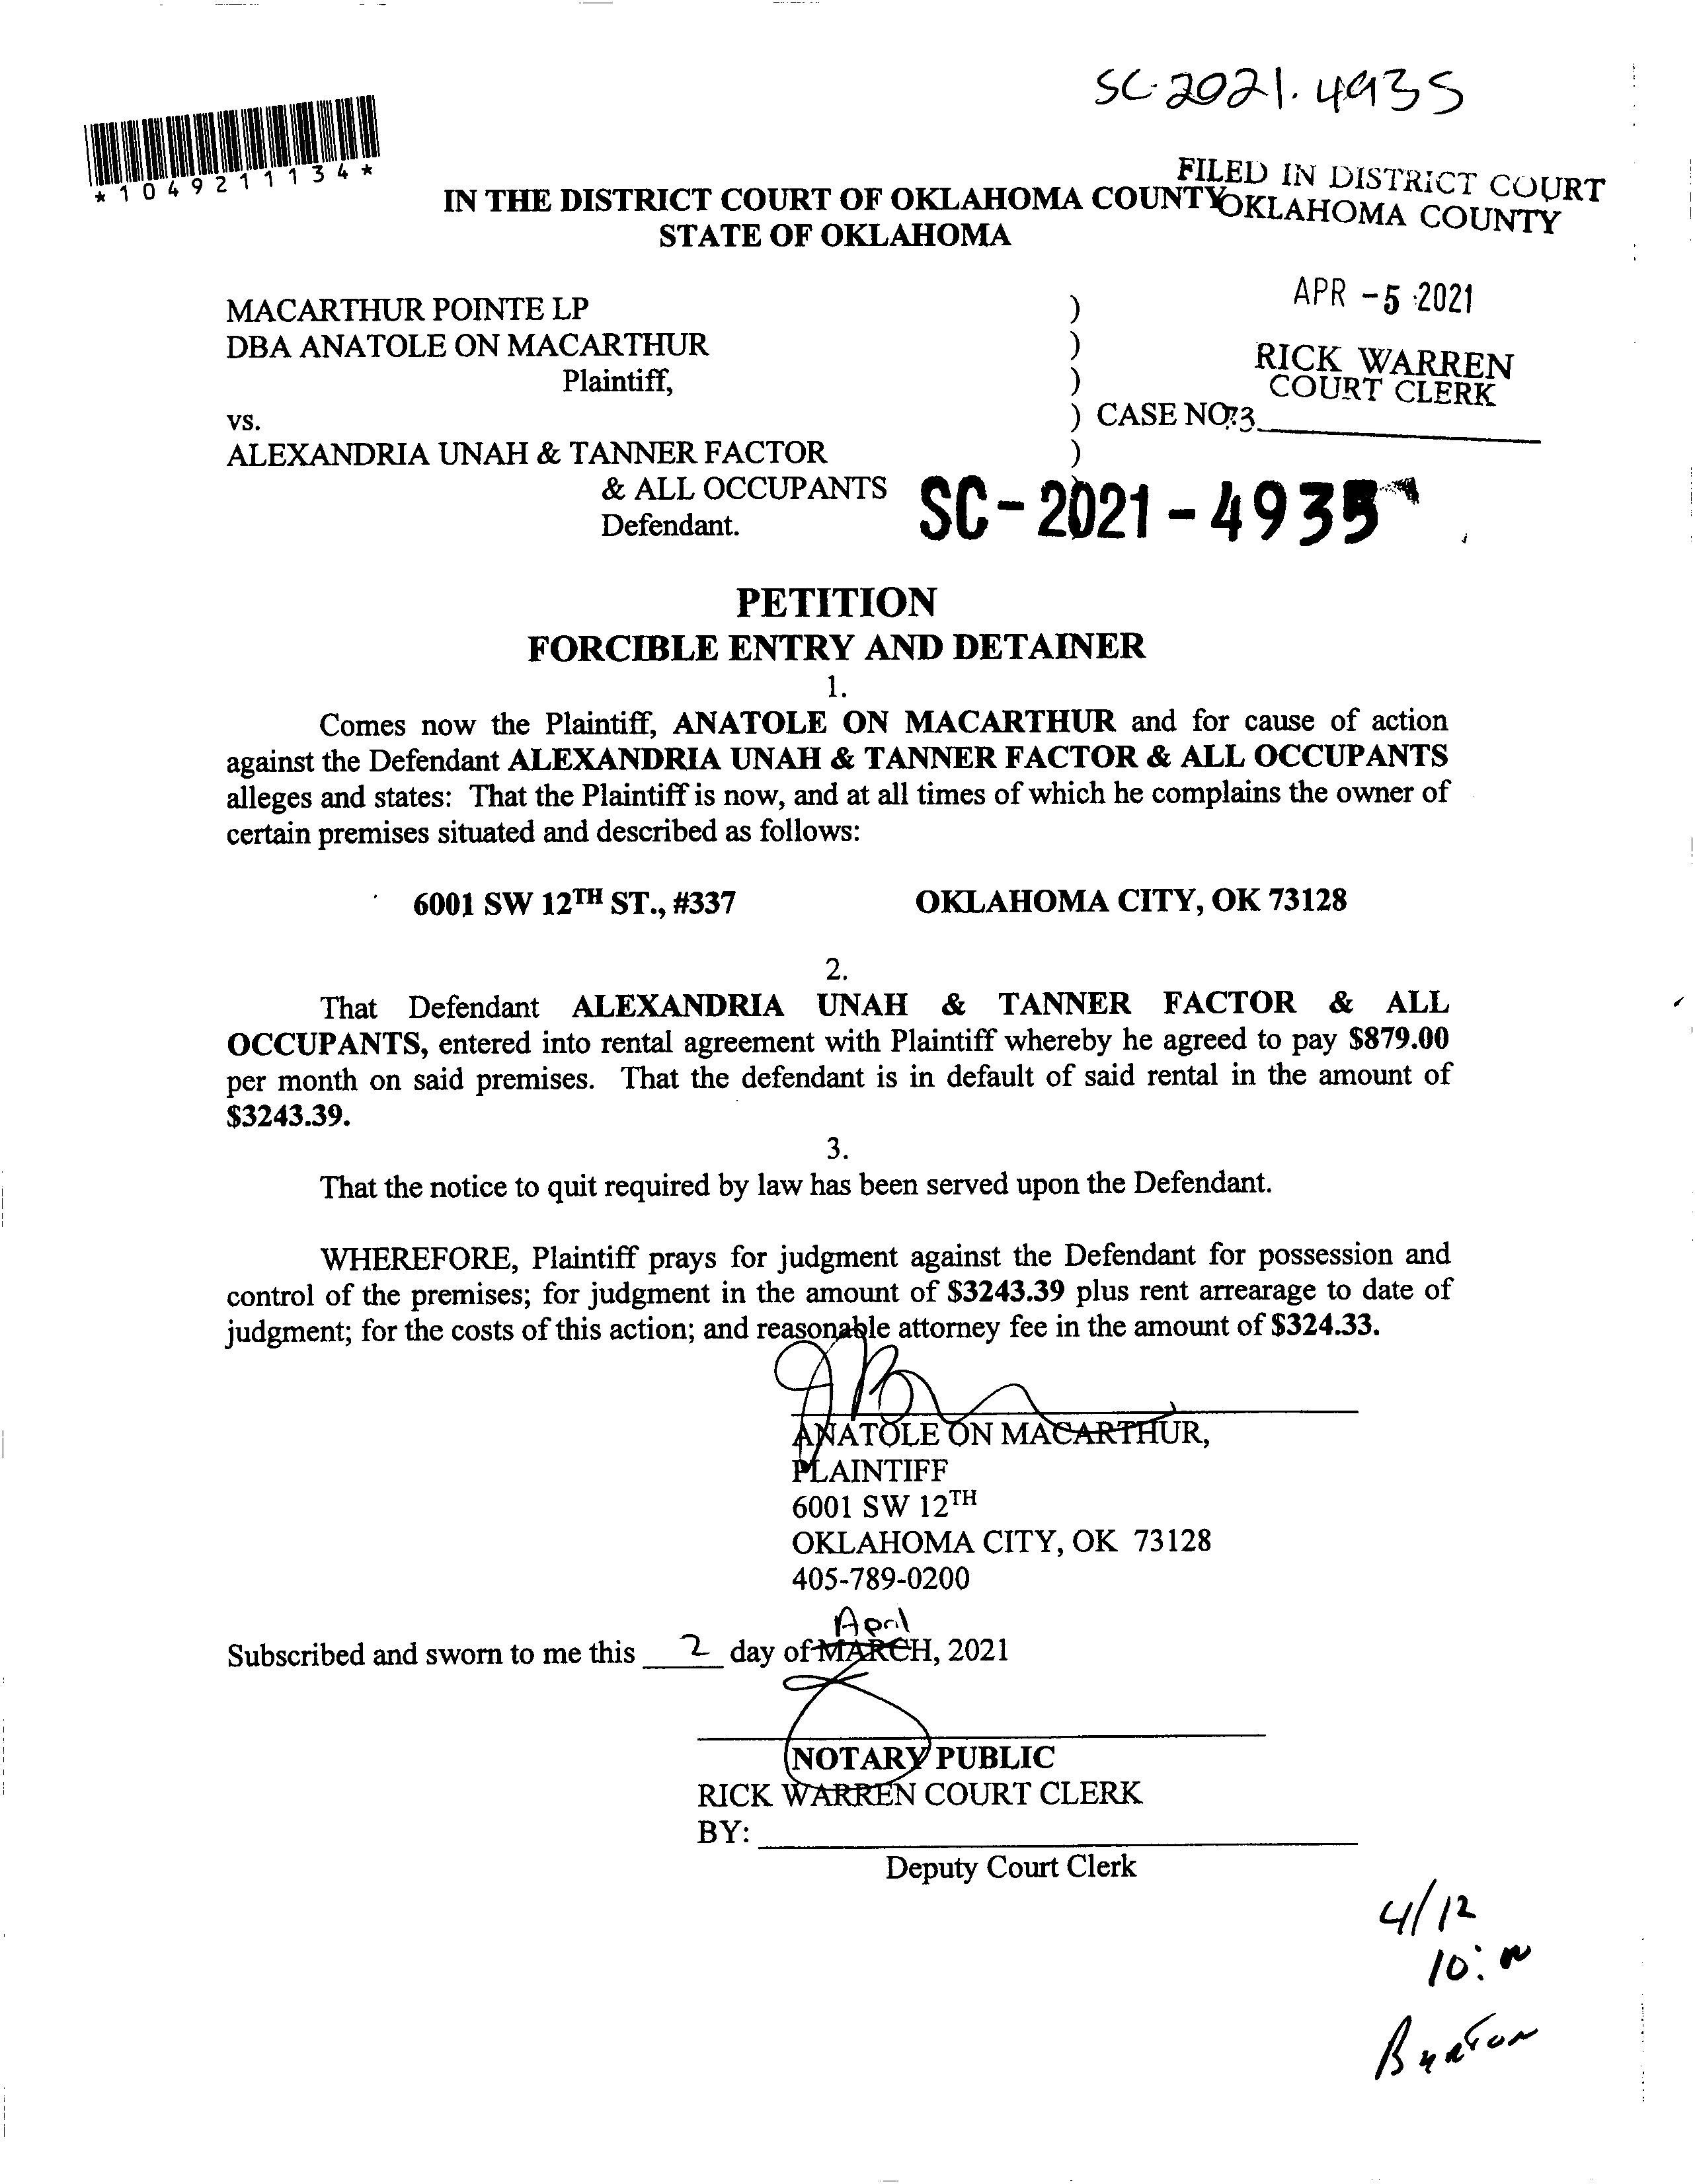 SC-2021-4935
*1049211134*
FILED IN DISTRICT COURT
OKLAHOMA COUNTY
IN THE DISTRICT COURT OF OKLAHOMA COUNTY
STATE OF OKLAHOMA
APR -5 2021
MACARTHUR POINTE LP )
DBA ANATOLE ON MACARTHUR )
RICK WARREN
COURT CLERK
Plaintiff, )
vs. ) CASE NO
73
ALEXANDRIA UNAH & TANNER FACTOR )
& ALL OCCUPANTS
Defendant.
SC-2021-4935
PETITION
FORCIBLE ENTRY AND DETAINER
1.
Comes now the Plaintiff, ANATOLE ON MACARTHUR and for cause of action
against the Defendant ALEXANDRIA UNAH & TANNER FACTOR & ALL OCCUPANTS
alleges and states: That the Plaintiff is now, and at all times of which he complains the owner of
certain premises situated and described as follows:
6001 SW 12TH ST., #337 OKLAHOMA CITY, OK 73128
2.
That Defendant ALEXANDRIA UNAH & TANNER FACTOR & ALL
OCCUPANTS, entered into rental agreement with Plaintiff whereby he agreed to pay $879.00
per month on said premises. That the defendant is in default of said rental in the amount of
$3243.39.
3.
That the notice to quit required by law has been served upon the Defendant.
WHEREFORE, Plaintiff prays for judgment against the Defendant for possession and
control of the premises; for judgment in the amount of $3243.39 plus rent arrearage to date of
judgment; for the costs of this action; and reasonable attorney fee in the amount of $324.33.
ANATOLE ON MACARTHUR,
PLAINTIFF
6001 SW 12TH
OKLAHOMA CITY, OK 73128
405-789-0200
April
Subscribed and sworn to me this 2 day of MARCH, 2021
NOTARY PUBLIC
RICK WARREN COURT CLERK
BY:
Deputy Court Clerk
4/12
10:
Burton